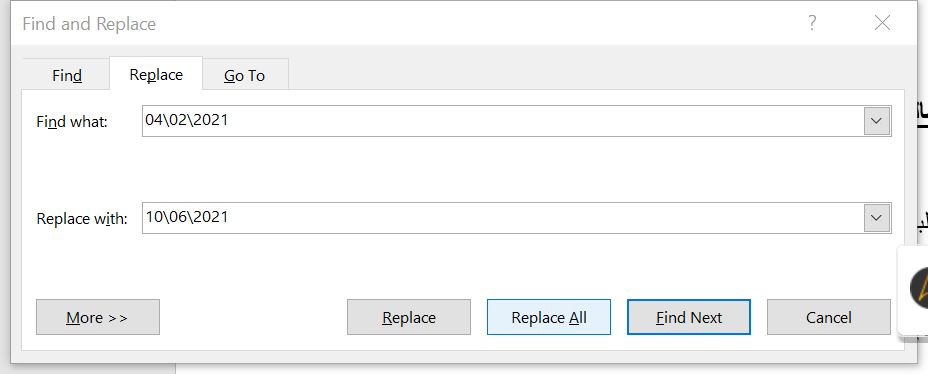 Find and Replace
Find
Replace
Go To
Find what:
04\02\2021
Replace with:
10\06\2021
More >>
Replace
Replace All
Find Next
Cancel